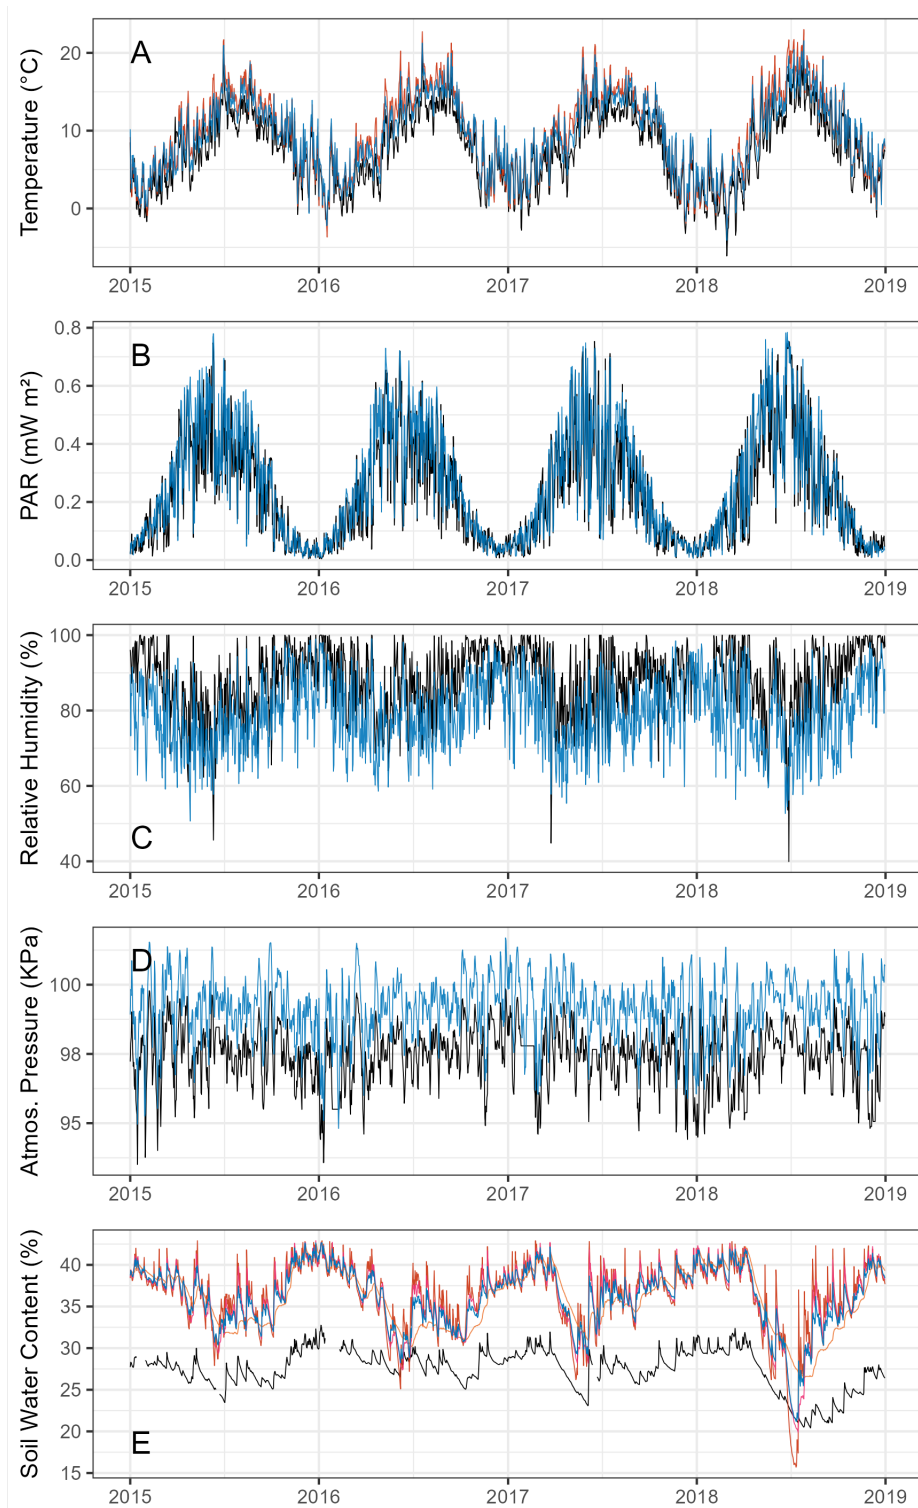 A
Temperature (°C)
20
10
0
2015 2016 2017 2018 2019
B
PAR (mW m²)
0.8
0.6
0.4
0.2
0.0
2015 2016 2017 2018 2019
Relative Humidity (%)
100
80
60
40
C
2015 2016 2017 2018 2019
D
Atmos. Pressure (KPa)
100
98
95
2015 2016 2017 2018 2019
Soil Water Content (%)
40
35
30
25
20
15
E
2015 2016 2017 2018 2019